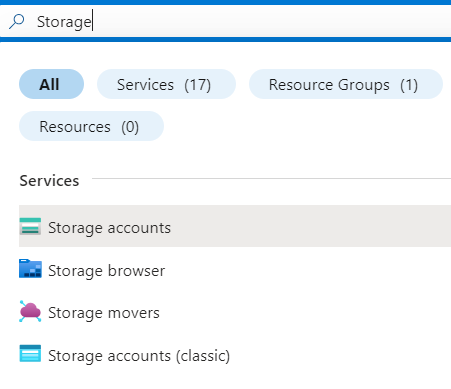 Storage
All Services (17) Resource Groups (1)
Resources (0)
Services
Storage accounts
Storage browser
Storage movers
Storage accounts (classic)